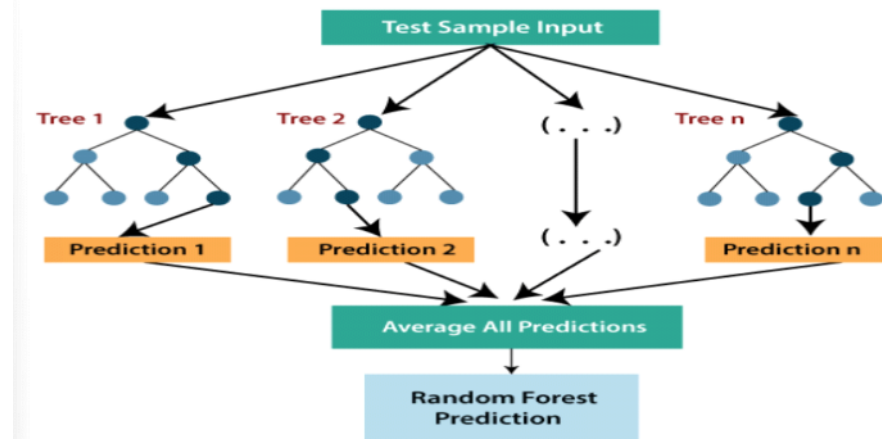 Test Sample Input
Tree 1
Tree 2
(. . .)
Tree n
Prediction 1
Prediction 2
(. . .)
Prediction n
Average All Predictions
Random Forest
Prediction